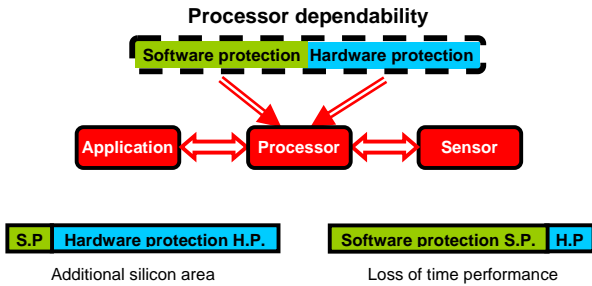 Processor dependability
Software protection Hardware protection
Application Processor Sensor
S.P Hardware protection H.P. Software protection S.P. H.P
Additional silicon area Loss of time performance